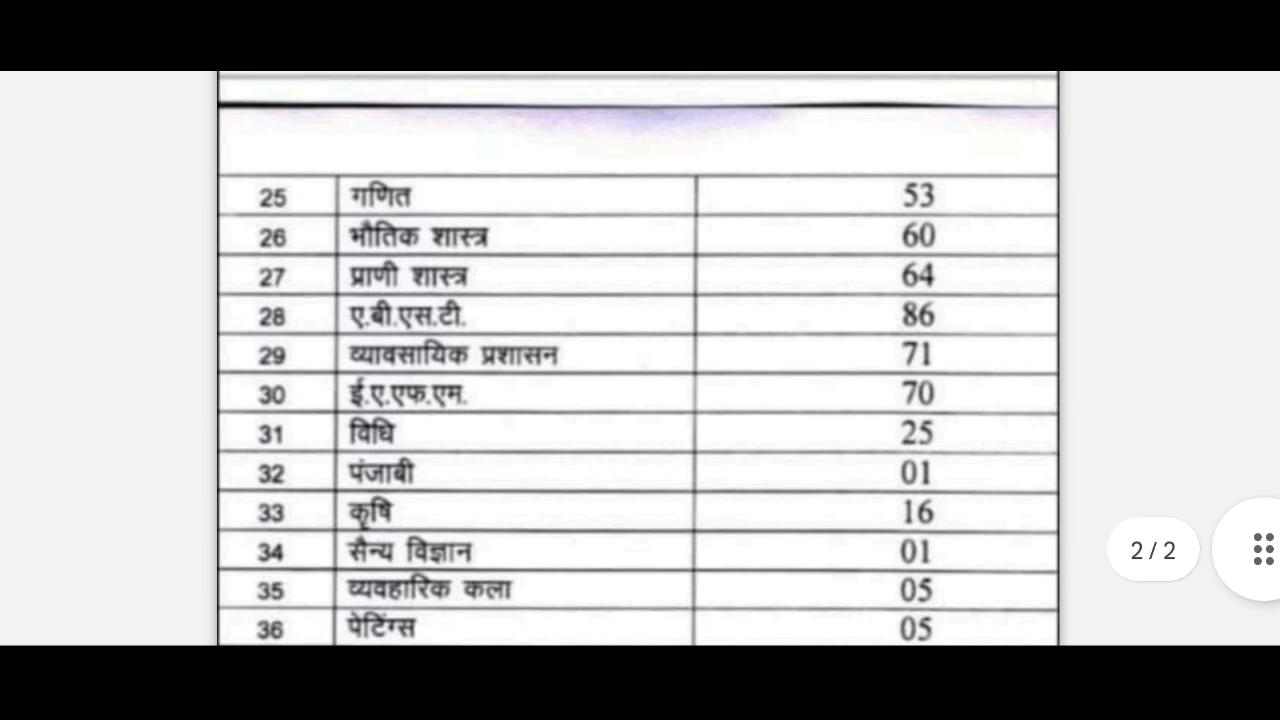 25 गणित 53
26 भौतिक शास्त्र 60
27 प्राणी शास्त्र 64
28 ए.बी.एस.टी. 86
29 व्यावसायिक प्रशासन 71
30 ई.ए.एफ.एम. 70
31 विधि 25
32 पंजाबी 01
33 कृषि 16
34 सैन्य विज्ञान 01
35 व्यवहारिक कला 05
36 पेटिंग्स 05
2 / 2